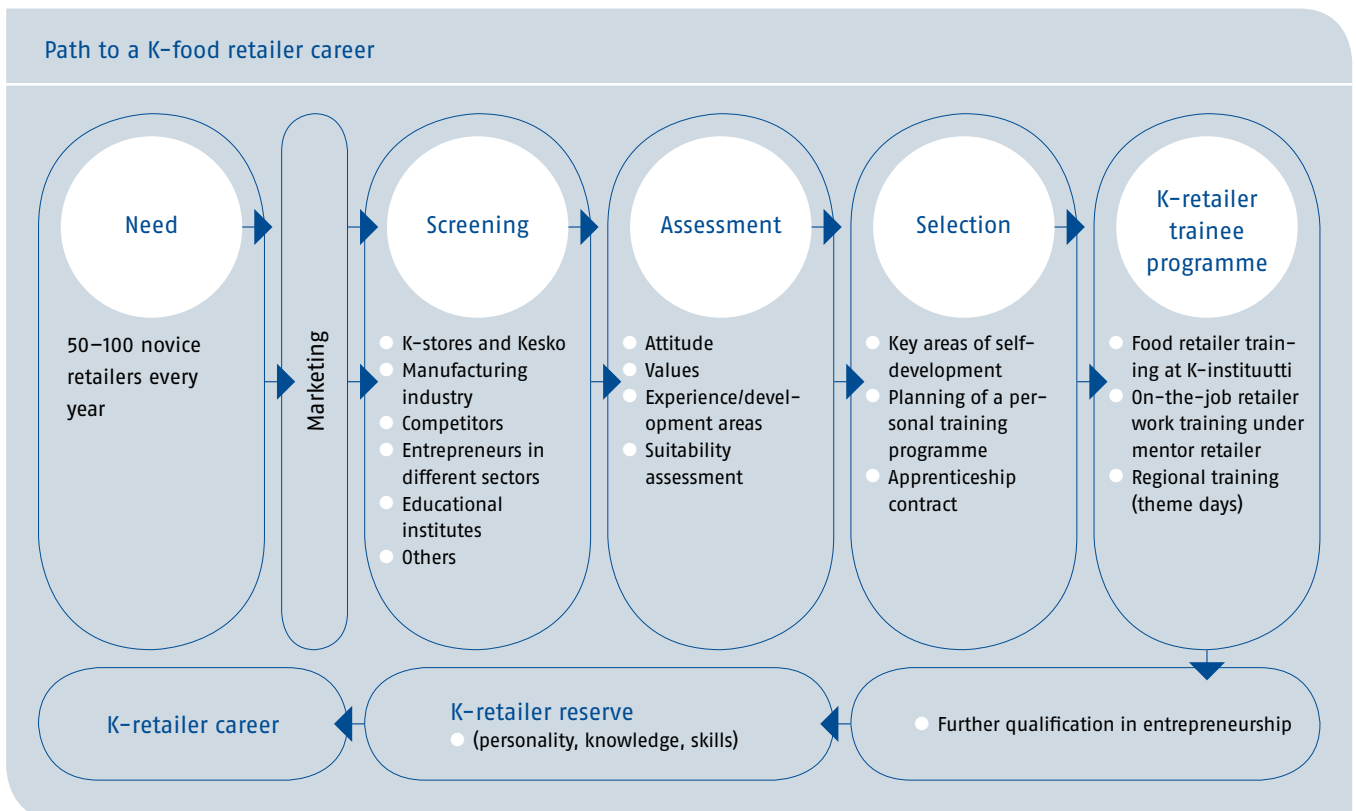 Path to a K-food retailer career
Need
50–100 novice
retailers every
year
Marketing
Screening
K-stores and Kesko
Manufacturing
industry
Competitors
Entrepreneurs in
different sectors
Educational
institutes
Others
Assessment
Attitude
Values
Experience/devel-
opment areas
Suitability
assessment
Selection
Key areas of self-
development
Planning of a per-
sonal training
programme
Apprenticeship
contract
K-retailer
trainee
programme
Food retailer train-
ing at K-instituutti
On-the-job retailer
work training under
mentor retailer
Regional training
(theme days)
Further qualification in entrepreneurship
K-retailer reserve
(personality, knowledge, skills)
K-retailer career